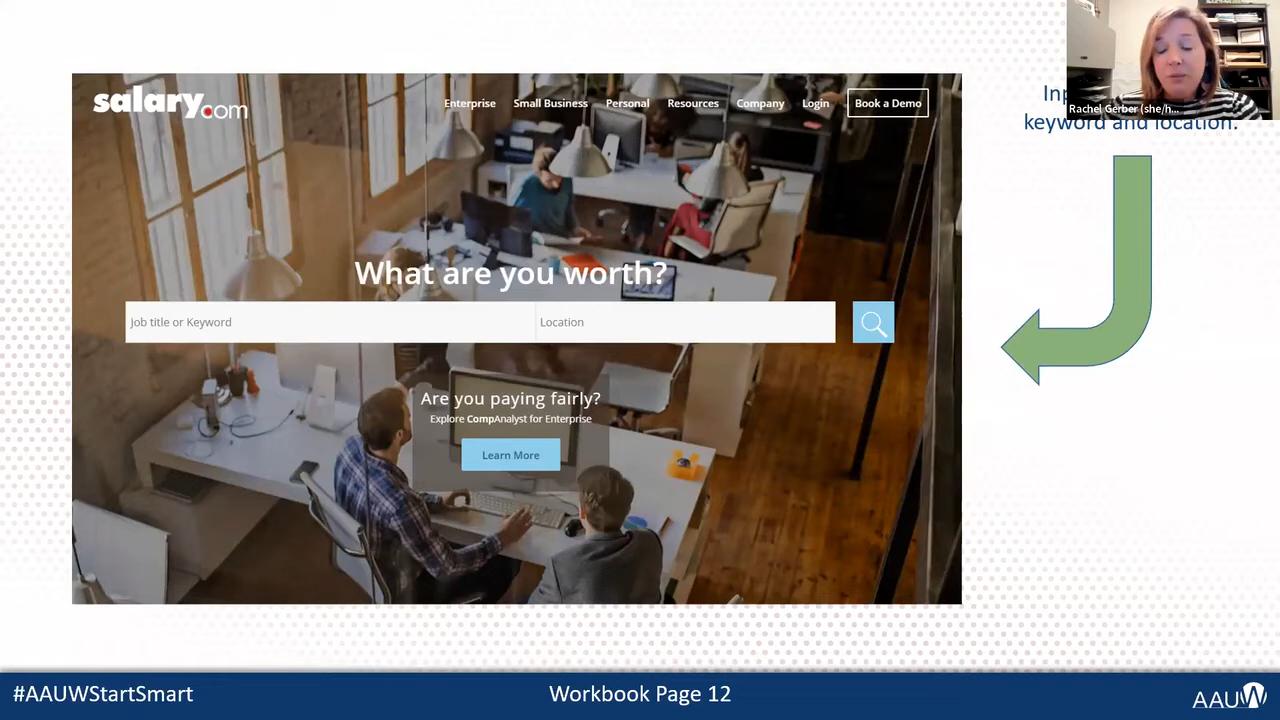 salary.com
Enterprise Small Business Personal Resources Company Login Book a Demo
Rachel Gerber (she/h...
keyword and location.
What are you worth?
Job title or Keyword Location
Are you paying fairly?
Explore CompAnalyst for Enterprise
Learn More
#AAUWStartSmart Workbook Page 12 AAUW